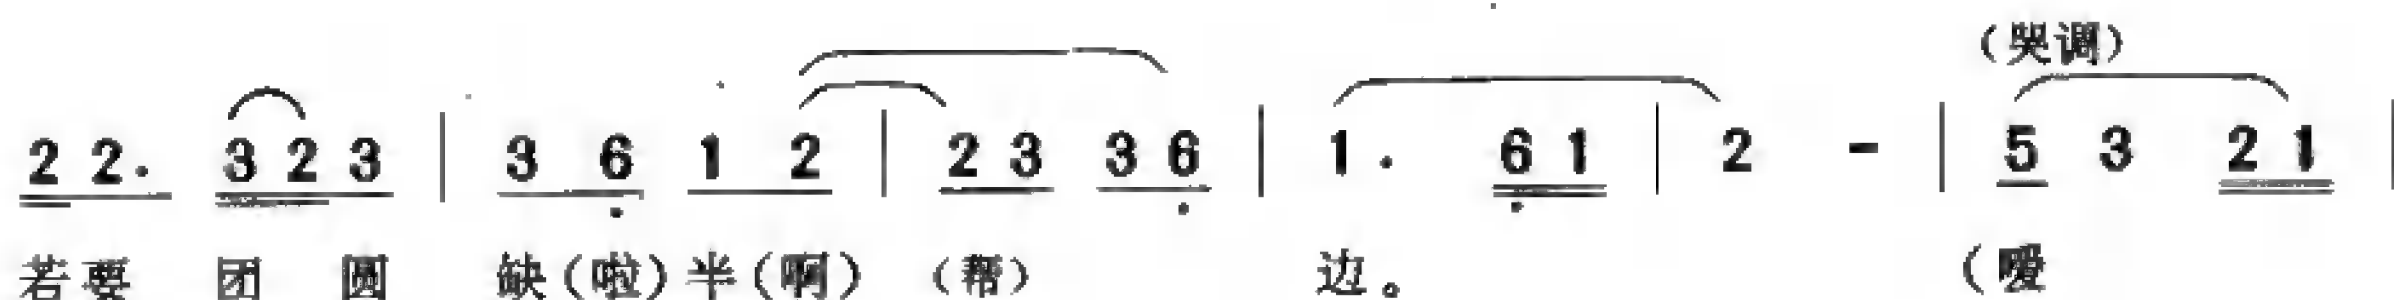 （哭调）
2 2· 3 2 3 | 3 6 1 2 | 2 3 3 6 | 1· 6 1 | 2 - | 5 3 2 1 |
若要 团 圆 缺（啦）半（啊）（帮） 边。 （嗳